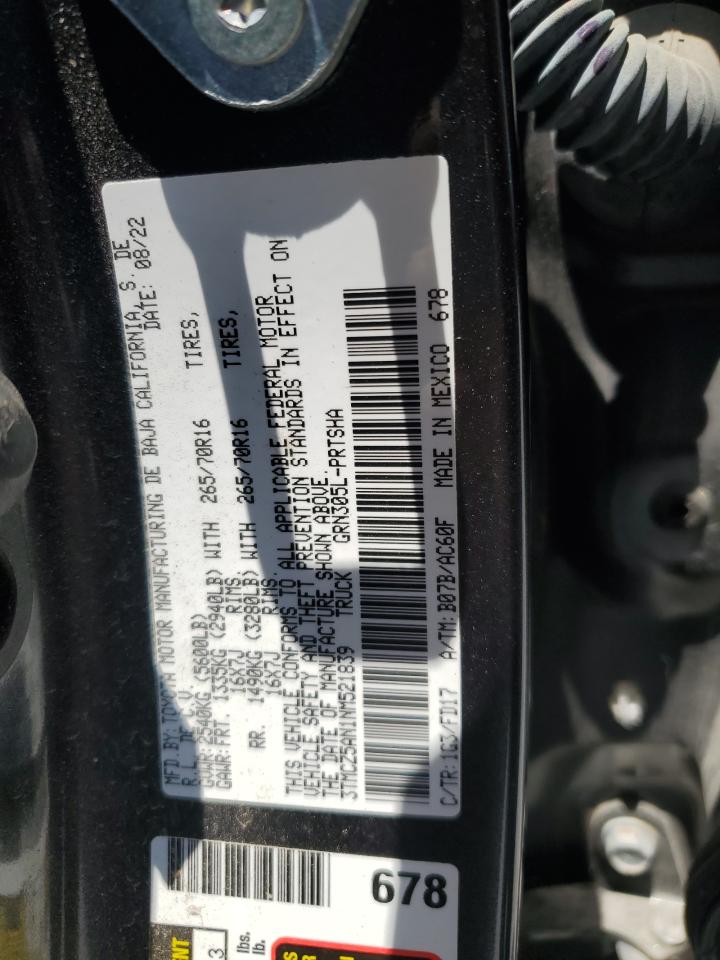 MFD.BY:TOYOTA MOTOR MANUFACTURING DE BAJA CALIFORNIA, S. DE
R.L. DE C.V. DATE: 08/22
GVWR:2540KG(5600LB)
GAWR:FRT. 1335KG (2940LB) WITH 265/70R16 TIRES,
16X7J RIMS,
RR. 1490KG (3280LB) WITH 265/70R16 TIRES,
16X7J RIMS,
THIS VEHICLE CONFORMS TO ALL APPLICABLE FEDERAL MOTOR
VEHICLE SAFETY AND THEFT PREVENTION STANDARDS IN EFFECT ON
THE DATE OF MANUFACTURE SHOWN ABOVE.
3TMCZ5AN1NM521839 TRUCK GRN305L-PRTSHA
C/TR:1G3/FD17 A/TM:B07B/AC60F MADE IN MEXICO 678
678
3
lbs.
lb.